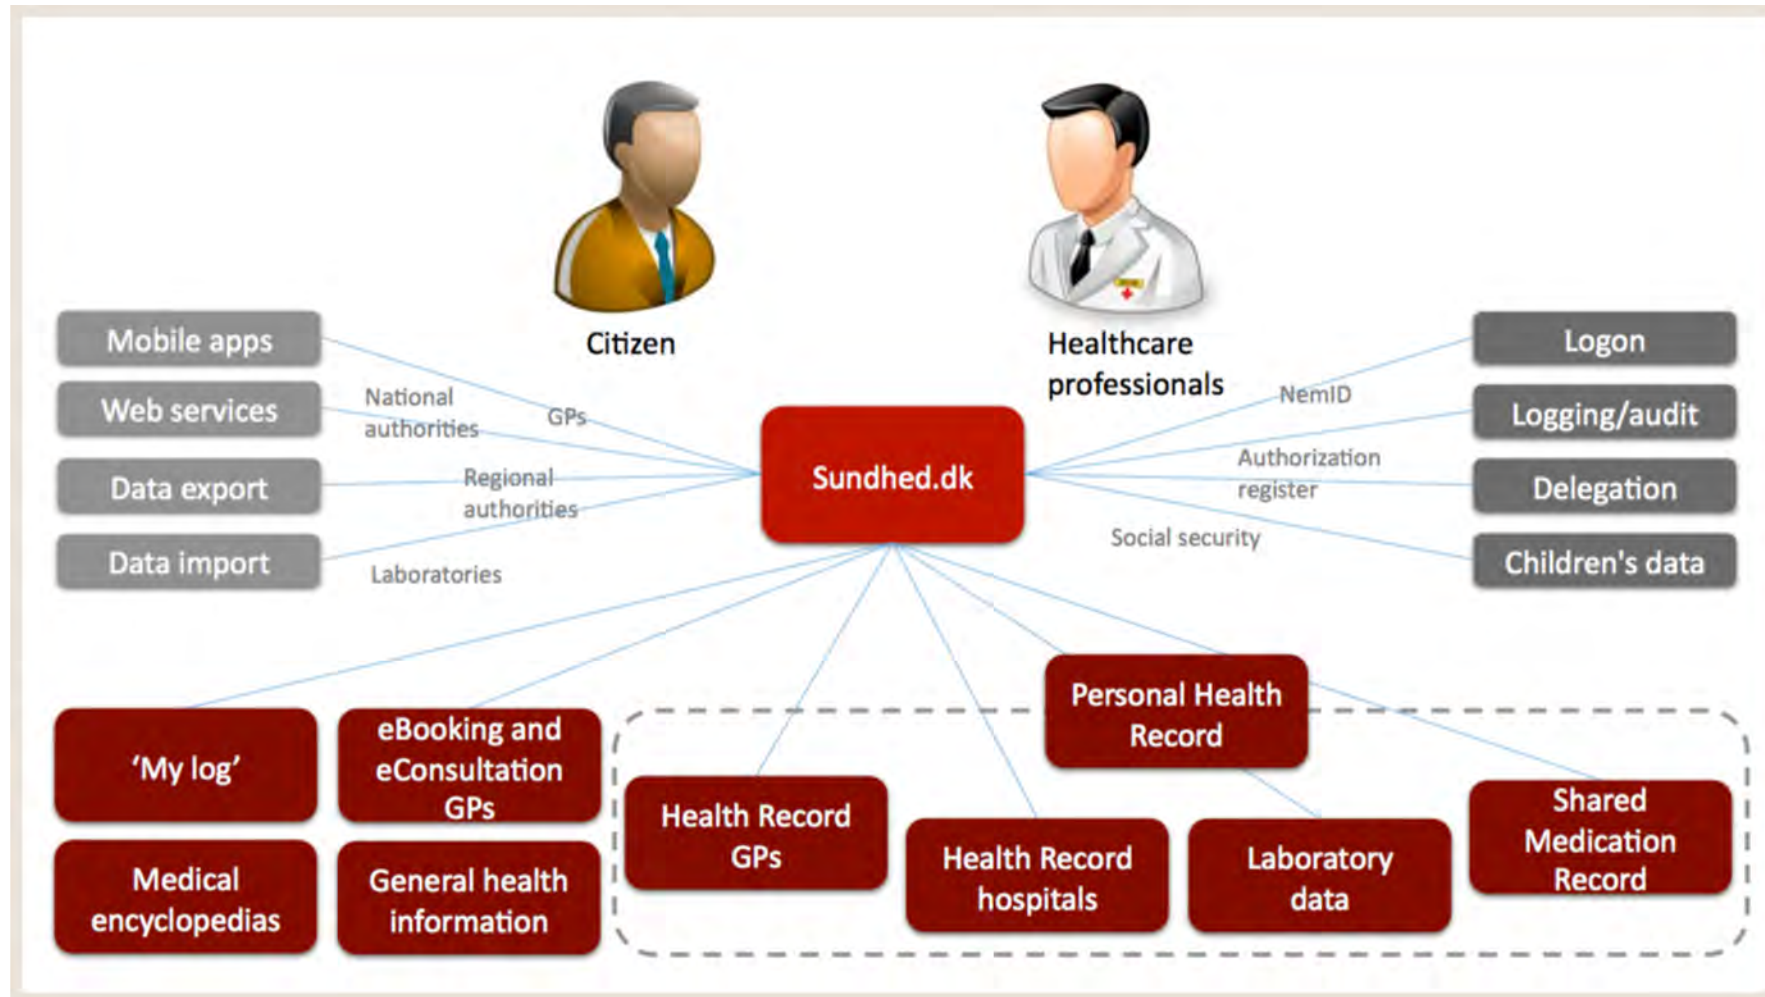 Citizen
Healthcare
professionals
Mobile apps
Web services
Data export
Data import
National
authorities
GPs
Regional
authorities
Laboratories
Sundhed.dk
NemID
Authorization
register
Social security
Logon
Logging/audit
Delegation
Children's data
‘My log’
eBooking and
eConsultation
GPs
Medical
encyclopedias
General health
information
Personal Health
Record
Health Record
GPs
Health Record
hospitals
Laboratory
data
Shared
Medication
Record